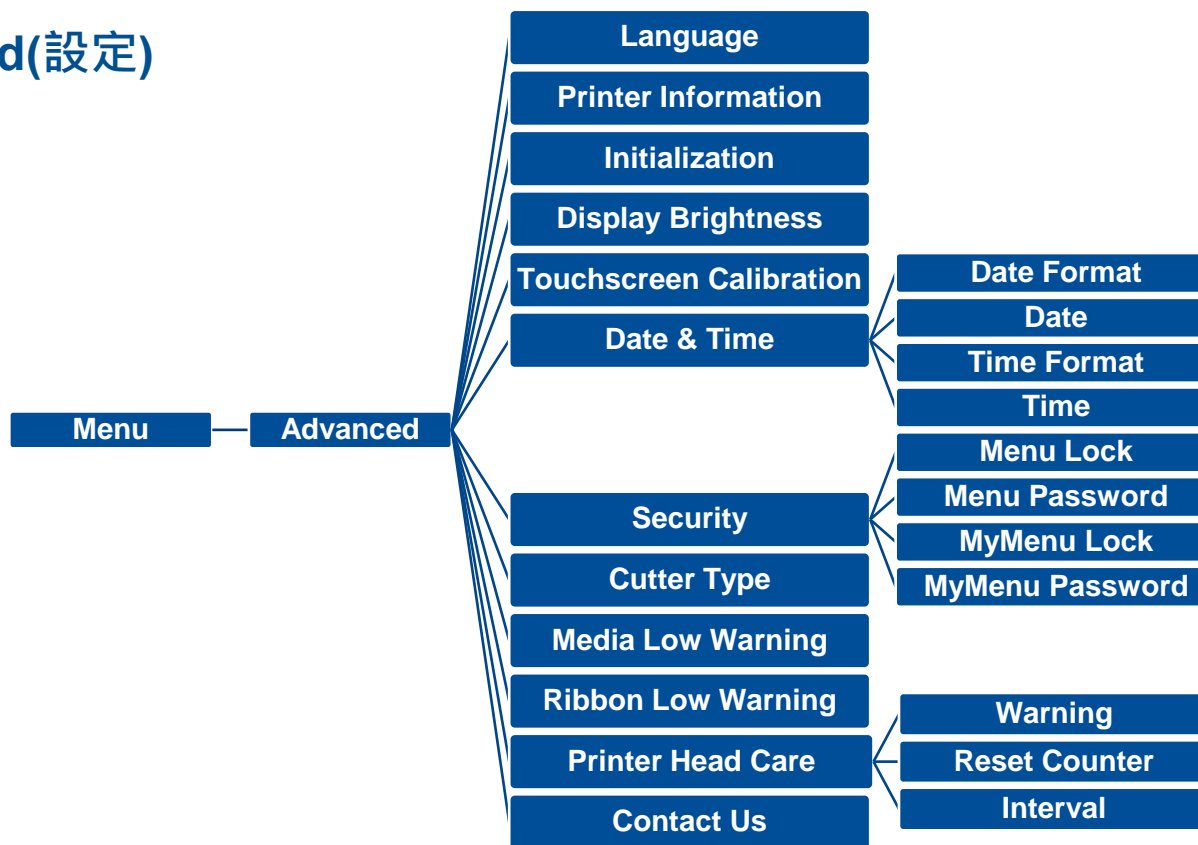 d(設定)
Language
Printer Information
Initialization
Display Brightness
Touchscreen Calibration
Date & Time
Date Format
Date
Time Format
Time
Menu
Advanced
Security
Menu Lock
Menu Password
MyMenu Lock
MyMenu Password
Cutter Type
Media Low Warning
Ribbon Low Warning
Printer Head Care
Warning
Reset Counter
Interval
Contact Us